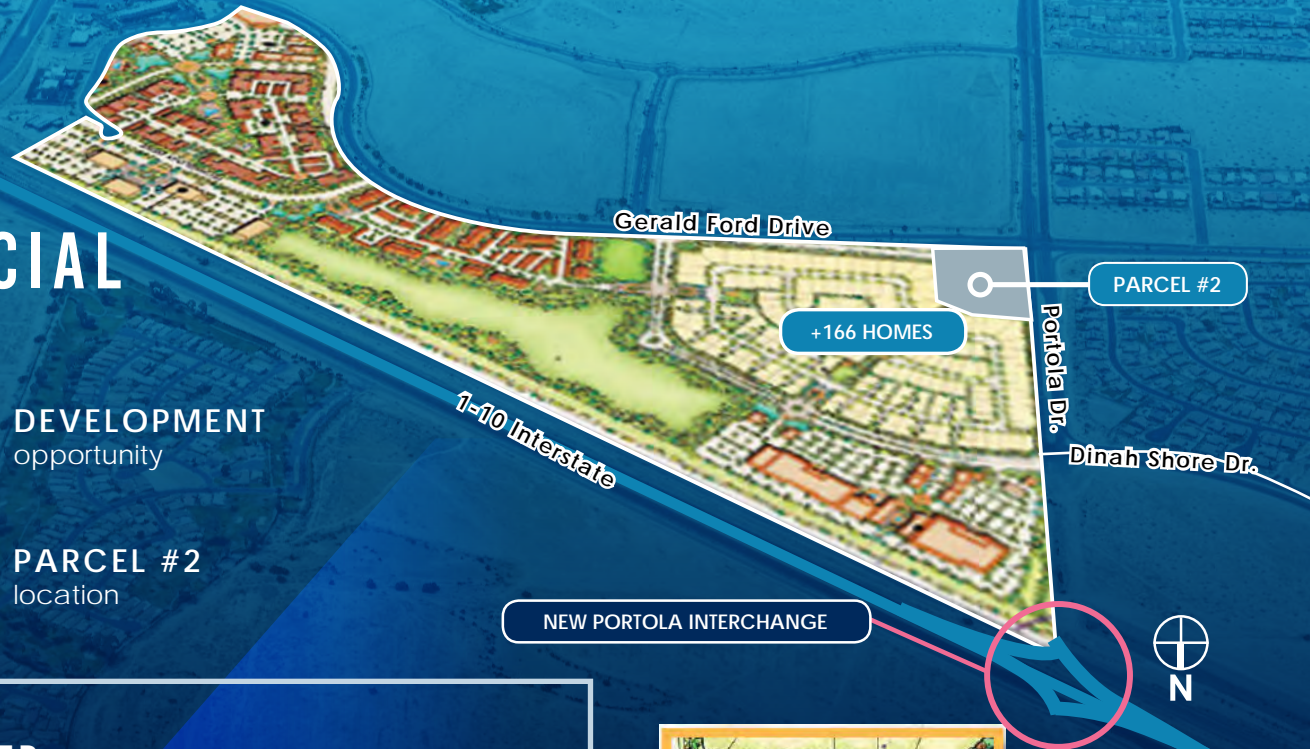 Gerald Ford Drive
CIAL
PARCEL #2
+166 HOMES
Portola Dr.
1-10 Interstate
DEVELOPMENT
opportunity
Dinah Shore Dr.
PARCEL #2
location
NEW PORTOLA INTERCHANGE
N